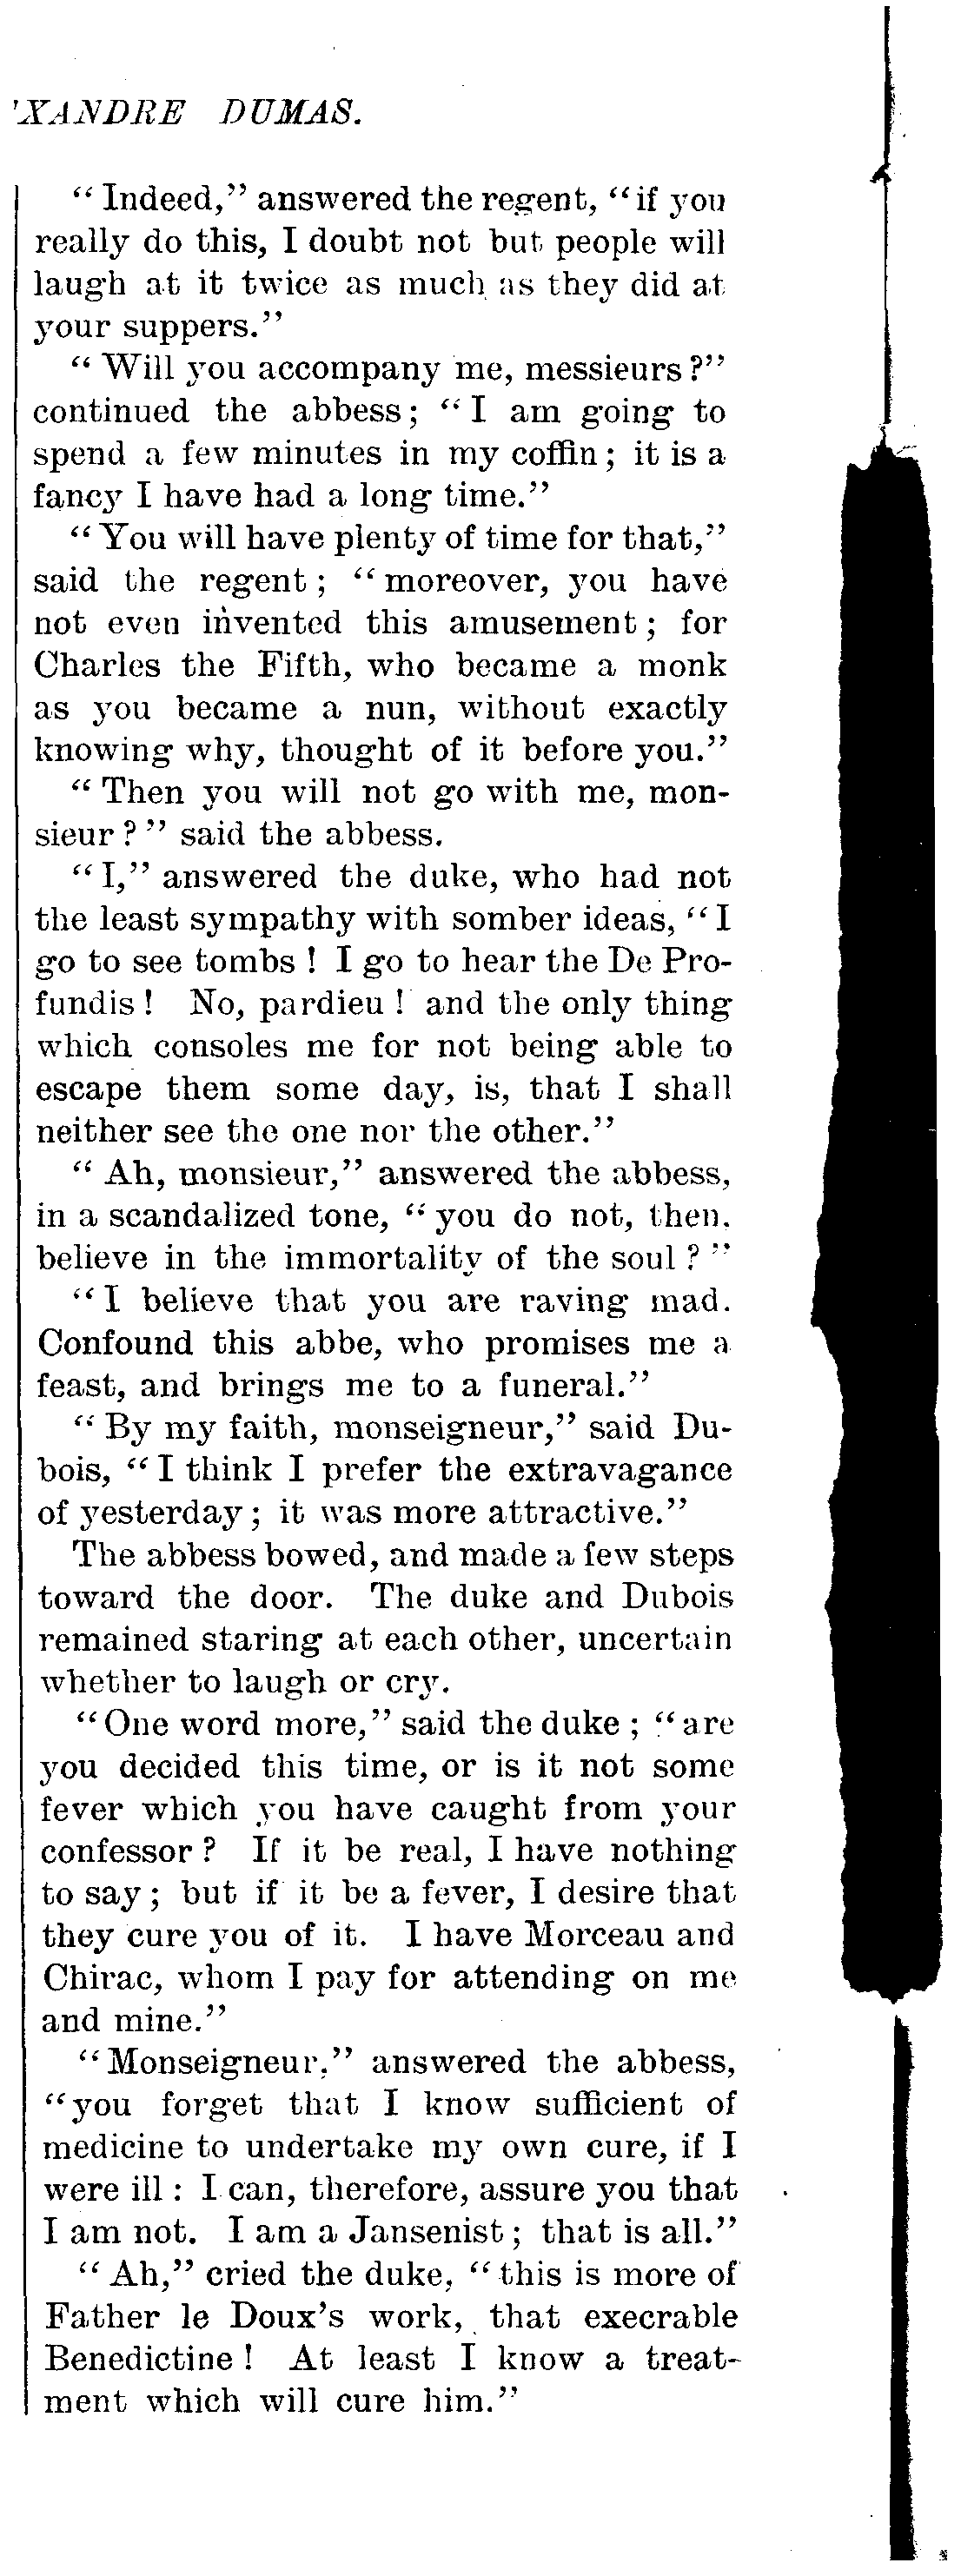 'XANDRE DUMAS.
"Indeed," answered the regent, "if you
really do this, I doubt not but people will
laugh at it twice as much as they did at
your suppers."
"Will you accompany me, messieurs?"
continued the abbess; "I am going to
spend a few minutes in my coffin; it is a
fancy I have had a long time."
"You will have plenty of time for that,"
said the regent; "moreover, you have
not even invented this amusement; for
Charles the Fifth, who became a monk
as you became a nun, without exactly
knowing why, thought of it before you."
"Then you will not go with me, mon-
sieur?" said the abbess.
"I," answered the duke, who had not
the least sympathy with somber ideas, "I
go to see tombs! I go to hear the De Pro-
fundis! No, pardieu! and the only thing
which consoles me for not being able to
escape them some day, is, that I shall
neither see the one nor the other."
"Ah, monsieur," answered the abbess,
in a scandalized tone, "you do not, then,
believe in the immortality of the soul?"
"I believe that you are raving mad.
Confound this abbe, who promises me a
feast, and brings me to a funeral."
"By my faith, monseigneur," said Du-
bois, "I think I prefer the extravagance
of yesterday; it was more attractive."
The abbess bowed, and made a few steps
toward the door. The duke and Dubois
remained staring at each other, uncertain
whether to laugh or cry.
"One word more," said the duke; "are
you decided this time, or is it not some
fever which you have caught from your
confessor? If it be real, I have nothing
to say; but if it be a fever, I desire that
they cure you of it. I have Morceau and
Chirac, whom I pay for attending on me
and mine."
"Monseigneur," answered the abbess,
"you forget that I know sufficient of
medicine to undertake my own cure, if I
were ill: I can, therefore, assure you that
I am not. I am a Jansenist; that is all."
"Ah," cried the duke, "this is more of
Father le Doux's work, that execrable
Benedictine! At least I know a treat-
ment which will cure him."